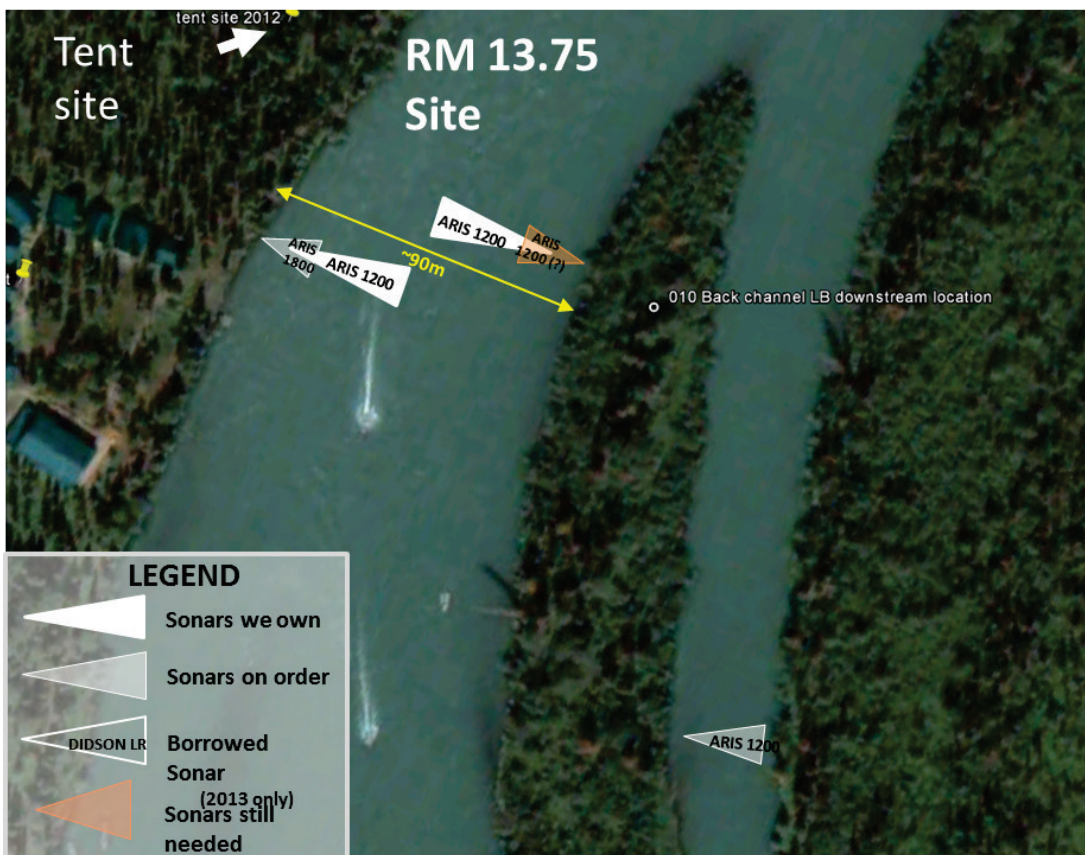 tent site 2012
Tent
site
RM 13.75
Site
ARIS 1200
ARIS
1200 (?)
ARIS
1800
ARIS 1200
~90m
t
010 Back channel LB downstream location
LEGEND
Sonars we own
Sonars on order
DIDSON LR
Borrowed
Sonar
(2013 only)
Sonars still
needed
ARIS 1200